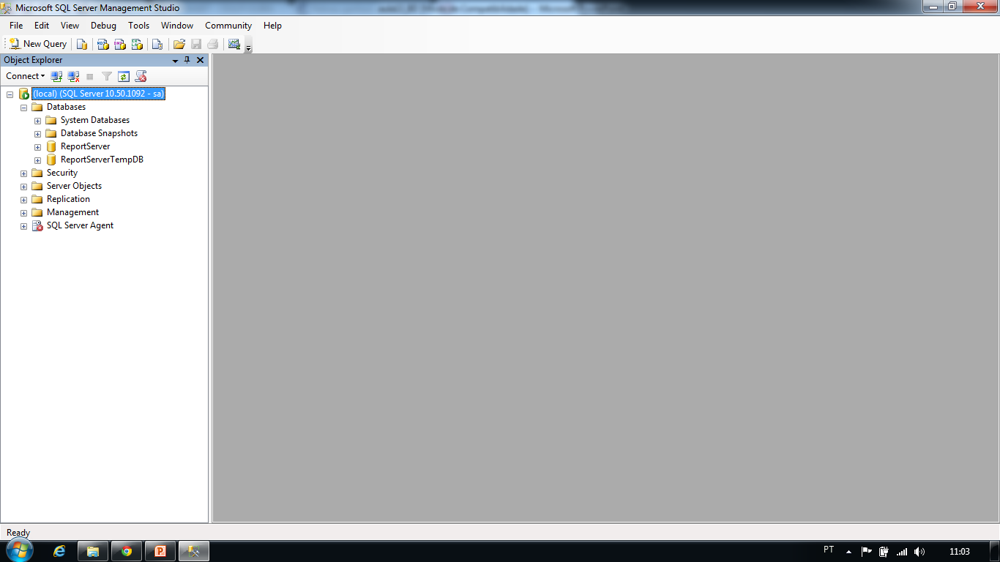 Microsoft SQL Server Management Studio
File Edit View Debug Tools Window Community Help
New Query
Object Explorer
Connect
(local) (SQL Server 10.50.1092 - sa)
Databases
System Databases
Database Snapshots
ReportServer
ReportServerTempDB
Security
Server Objects
Replication
Management
SQL Server Agent
Ready
PT 11:03